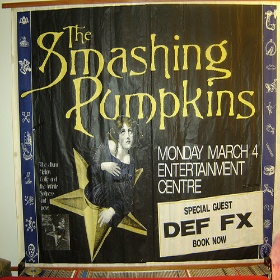 The
Smashing
Pumpkins
MONDAY MARCH 4
ENTERTAINMENT
CENTRE
SPECIAL GUEST
DEF FX
BOOK NOW